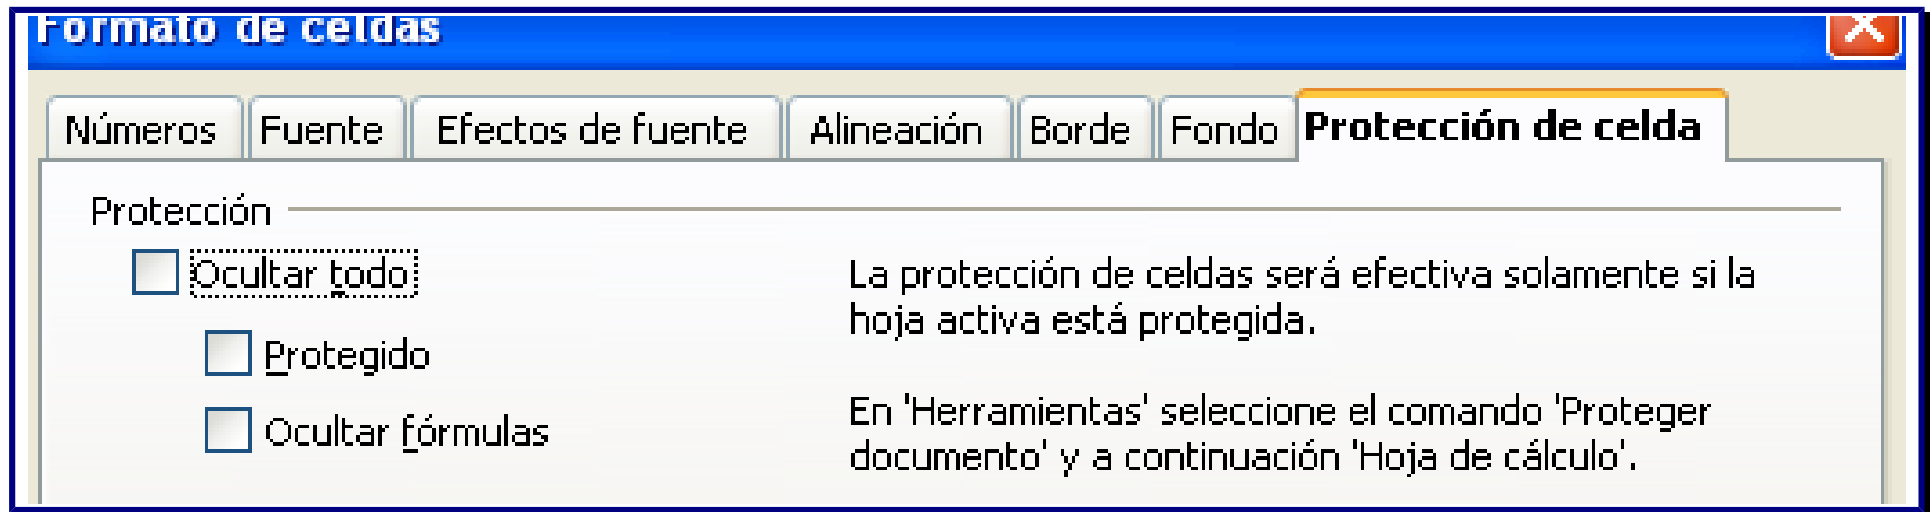 Formato de celdas
Números Fuente Efectos de fuente Alineación Borde Fondo Protección de celda
Protección
Ocultar todo
Protegido
Ocultar fórmulas
La protección de celdas será efectiva solamente si la
hoja activa está protegida.
En 'Herramientas' seleccione el comando 'Proteger
documento' y a continuación 'Hoja de cálculo'.